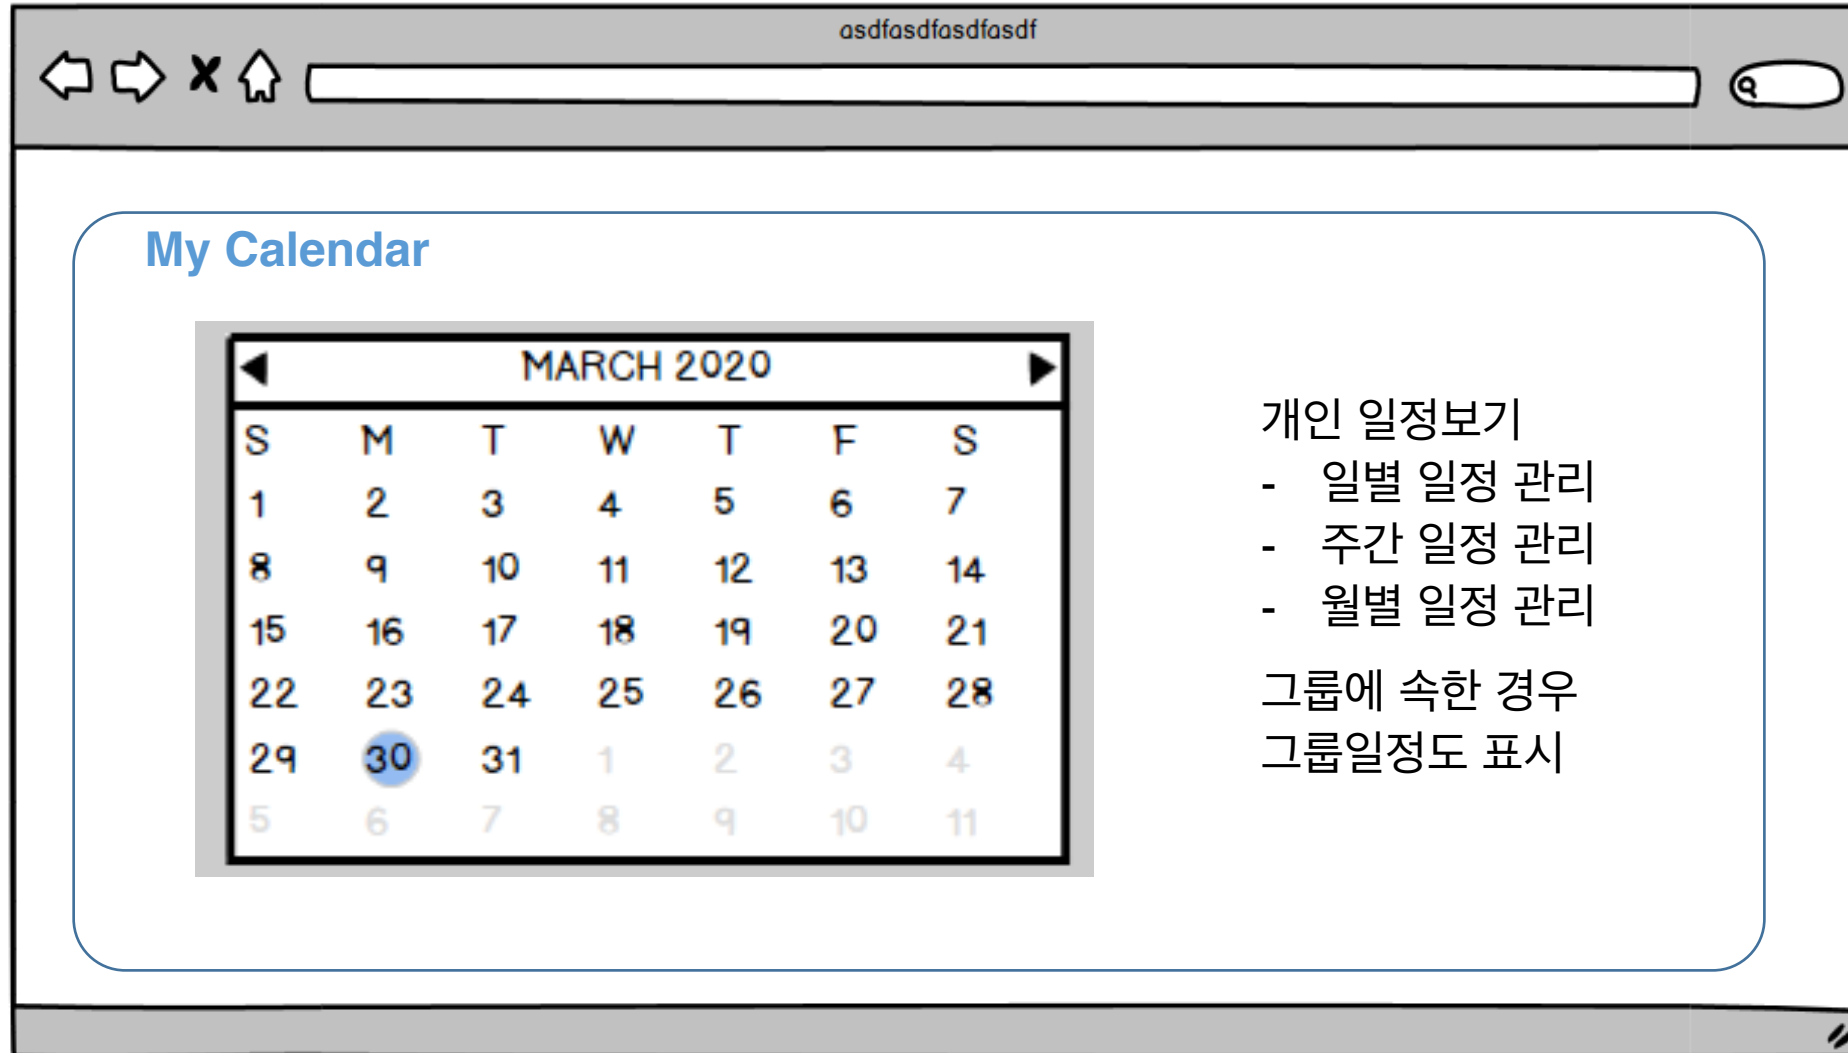 asdfasdfasdfasdf
My Calendar
MARCH 2020
S M T W T F S
1 2 3 4 5 6 7
8 9 10 11 12 13 14
15 16 17 18 19 20 21
22 23 24 25 26 27 28
29 30 31 1 2 3 4
5 6 7 8 9 10 11
개인 일정보기
- 일별 일정 관리
- 주간 일정 관리
- 월별 일정 관리
그룹에 속한 경우
그룹일정도 표시